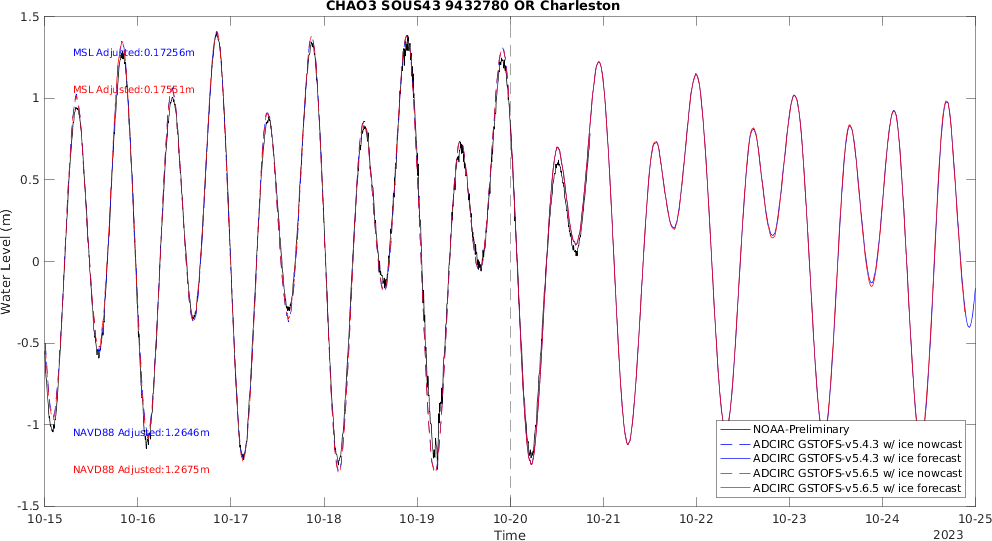 CHAO3 SOUS43 9432780 OR Charleston
1.5
1
0.5
0
-0.5
-1
-1.5
Water Level (m)
MSL Adjusted:0.17256m
MSL Adjusted:0.17551m
NAVD88 Adjusted:1.2646m
NAVD88 Adjusted:1.2675m
NOAA-Preliminary
ADCIRC GSTOFS-v5.4.3 w/ ice nowcast
ADCIRC GSTOFS-v5.4.3 w/ ice forecast
ADCIRC GSTOFS-v5.6.5 w/ ice nowcast
ADCIRC GSTOFS-v5.6.5 w/ ice forecast
10-15 10-16 10-17 10-18 10-19 10-20 10-21 10-22 10-23 10-24 10-25
Time
2023